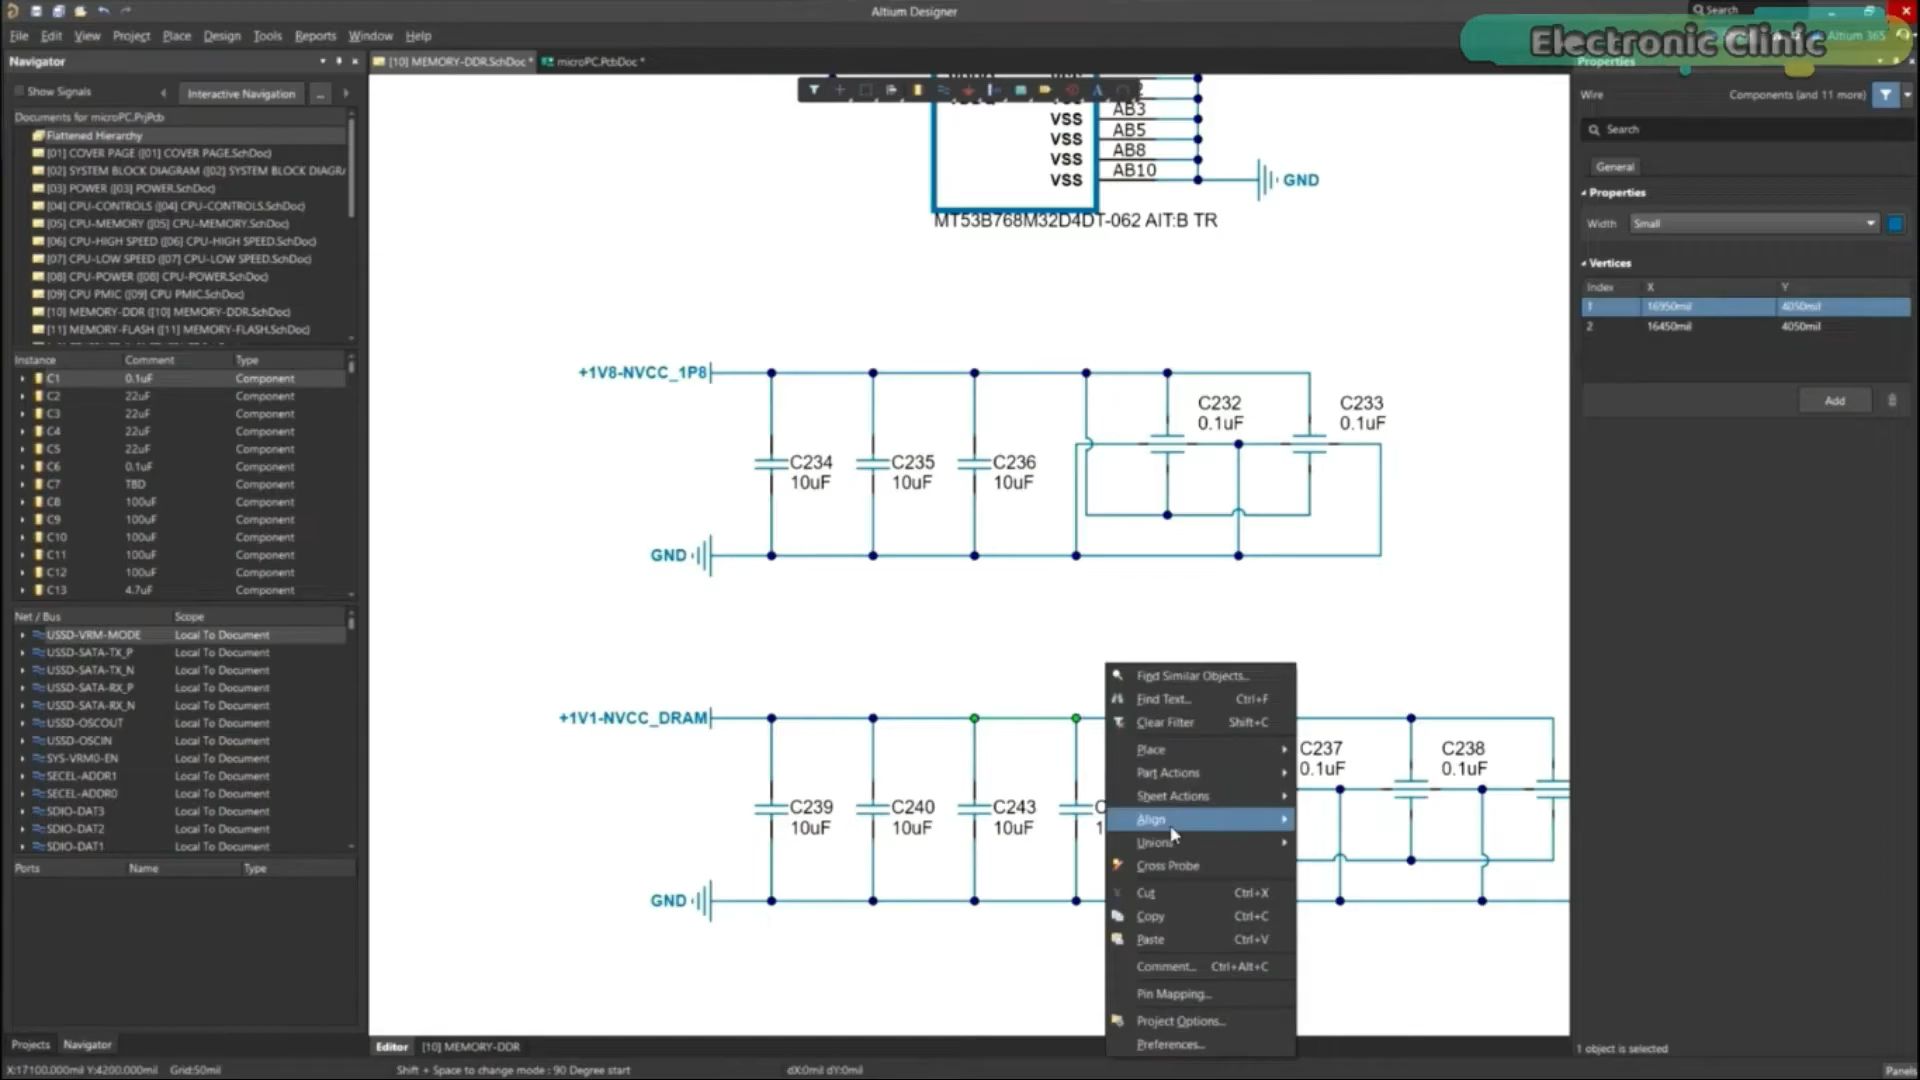 Altium Designer
Search
Electronic Clinic
Altium 365
File Edit View Project Place Design Tools Reports Window Help
Navigator
[10] MEMORY-DDR.SchDoc *
microPC.PcbDoc *
Show Signals
Interactive Navigation
...
Documents for microPC.PrjPcb
Flattened Hierarchy
[01] COVER PAGE ([01] COVER PAGE.SchDoc)
[02] SYSTEM BLOCK DIAGRAM ([02] SYSTEM BLOCK DIAGRA
[03] POWER ([03] POWER.SchDoc)
[04] CPU-CONTROLS ([04] CPU-CONTROLS.SchDoc)
[05] CPU-MEMORY ([05] CPU-MEMORY.SchDoc)
[06] CPU-HIGH SPEED ([06] CPU-HIGH SPEED.SchDoc)
[07] CPU-LOW SPEED ([07] CPU-LOW SPEED.SchDoc)
[08] CPU-POWER ([08] CPU-POWER.SchDoc)
[09] CPU PMIC ([09] CPU PMIC.SchDoc)
[10] MEMORY-DDR ([10] MEMORY-DDR.SchDoc)
[11] MEMORY-FLASH ([11] MEMORY-FLASH.SchDoc)
Instance Comment Type
C1 0.1uF Component
C2 22uF Component
C3 22uF Component
C4 22uF Component
C5 22uF Component
C6 0.1uF Component
C7 TBD Component
C8 100uF Component
C9 100uF Component
C10 100uF Component
C11 100uF Component
C12 100uF Component
C13 4.7uF Component
Net / Bus Scope
USSD-VRM-MODE Local To Document
USSD-SATA-TX_P Local To Document
USSD-SATA-TX_N Local To Document
USSD-SATA-RX_P Local To Document
USSD-SATA-RX_N Local To Document
USSD-OSCOUT Local To Document
USSD-OSCIN Local To Document
SYS-VRM0-EN Local To Document
SECEL-ADDR1 Local To Document
SECEL-ADDR0 Local To Document
SDIO-DAT3 Local To Document
SDIO-DAT2 Local To Document
SDIO-DAT1 Local To Document
Ports Name Type
Projects Navigator
VSS AB3
VSS AB5
VSS AB8
VSS AB10
GND
MT53B768M32D4DT-062 AIT:B TR
+1V8-NVCC_1P8
C232
0.1uF
C233
0.1uF
C234
10uF
C235
10uF
C236
10uF
GND
+1V1-NVCC_DRAM
C237
0.1uF
C238
0.1uF
C239
10uF
C240
10uF
C243
10uF
C
1
GND
Find Similar Objects...
Find Text... Ctrl+F
Clear Filter Shift+C
Place
Part Actions
Sheet Actions
Align
Unions
Cross Probe
Cut Ctrl+X
Copy Ctrl+C
Paste Ctrl+V
Comment... Ctrl+Alt+C
Pin Mapping...
Project Options...
Preferences...
Editor [10] MEMORY-DDR
Properties
Wire Components (and 11 more)
Search
General
Properties
Width Small
Vertices
Index X Y
1 16950mil 4050mil
2 16450mil 4050mil
Add
1 object is selected
X:17100.000mil Y:4200.000mil Grid:50mil
Shift + Space to change mode : 90 Degree start
dX:0mil dY:0mil
Panels